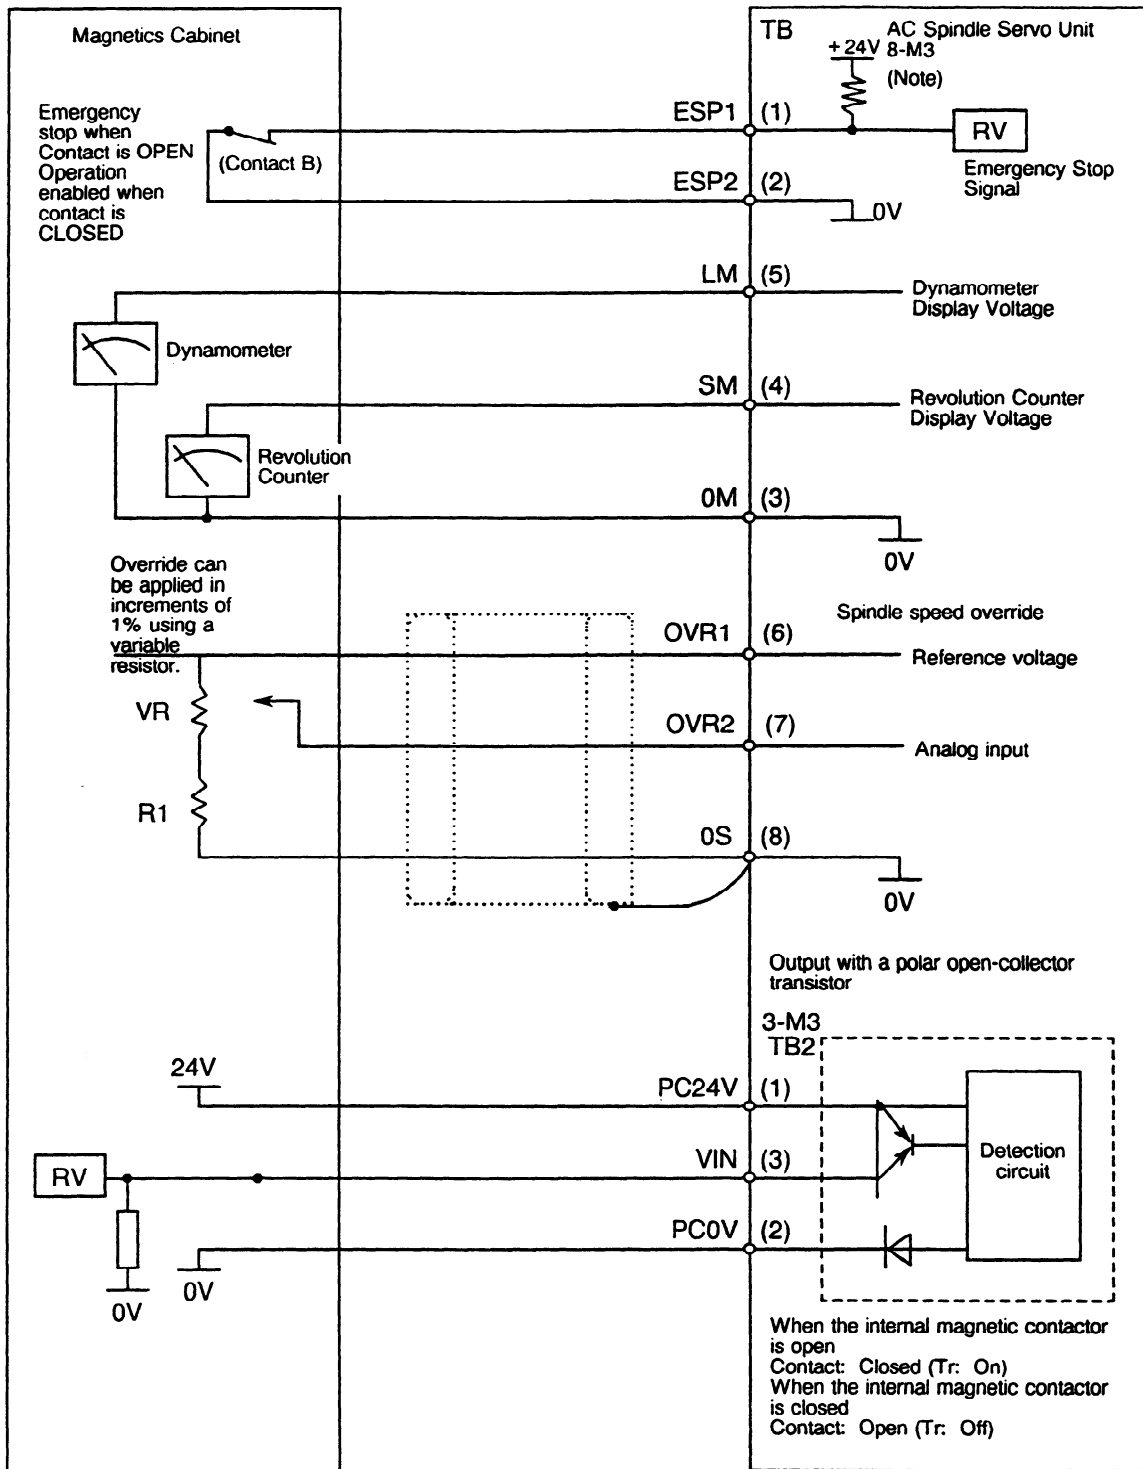 Magnetics Cabinet
TB
AC Spindle Servo Unit
+24V 8-M3
(Note)
Emergency
stop when
Contact is OPEN
Operation
enabled when
contact is
CLOSED
(Contact B)
ESP1 (1)
RV
Emergency Stop
Signal
ESP2 (2)
0V
LM (5)
Dynamometer
Display Voltage
Dynamometer
SM (4)
Revolution Counter
Display Voltage
Revolution
Counter
0M (3)
0V
Override can
be applied in
increments of
1% using a
variable
resistor.
Spindle speed override
OVR1 (6)
Reference voltage
VR
OVR2 (7)
Analog input
R1
0S (8)
0V
Output with a polar open-collector
transistor
3-M3
TB2
24V
PC24V (1)
RV
VIN (3)
Detection
circuit
PC0V (2)
0V
0V
When the internal magnetic contactor
is open
Contact: Closed (Tr: On)
When the internal magnetic contactor
is closed
Contact: Open (Tr: Off)